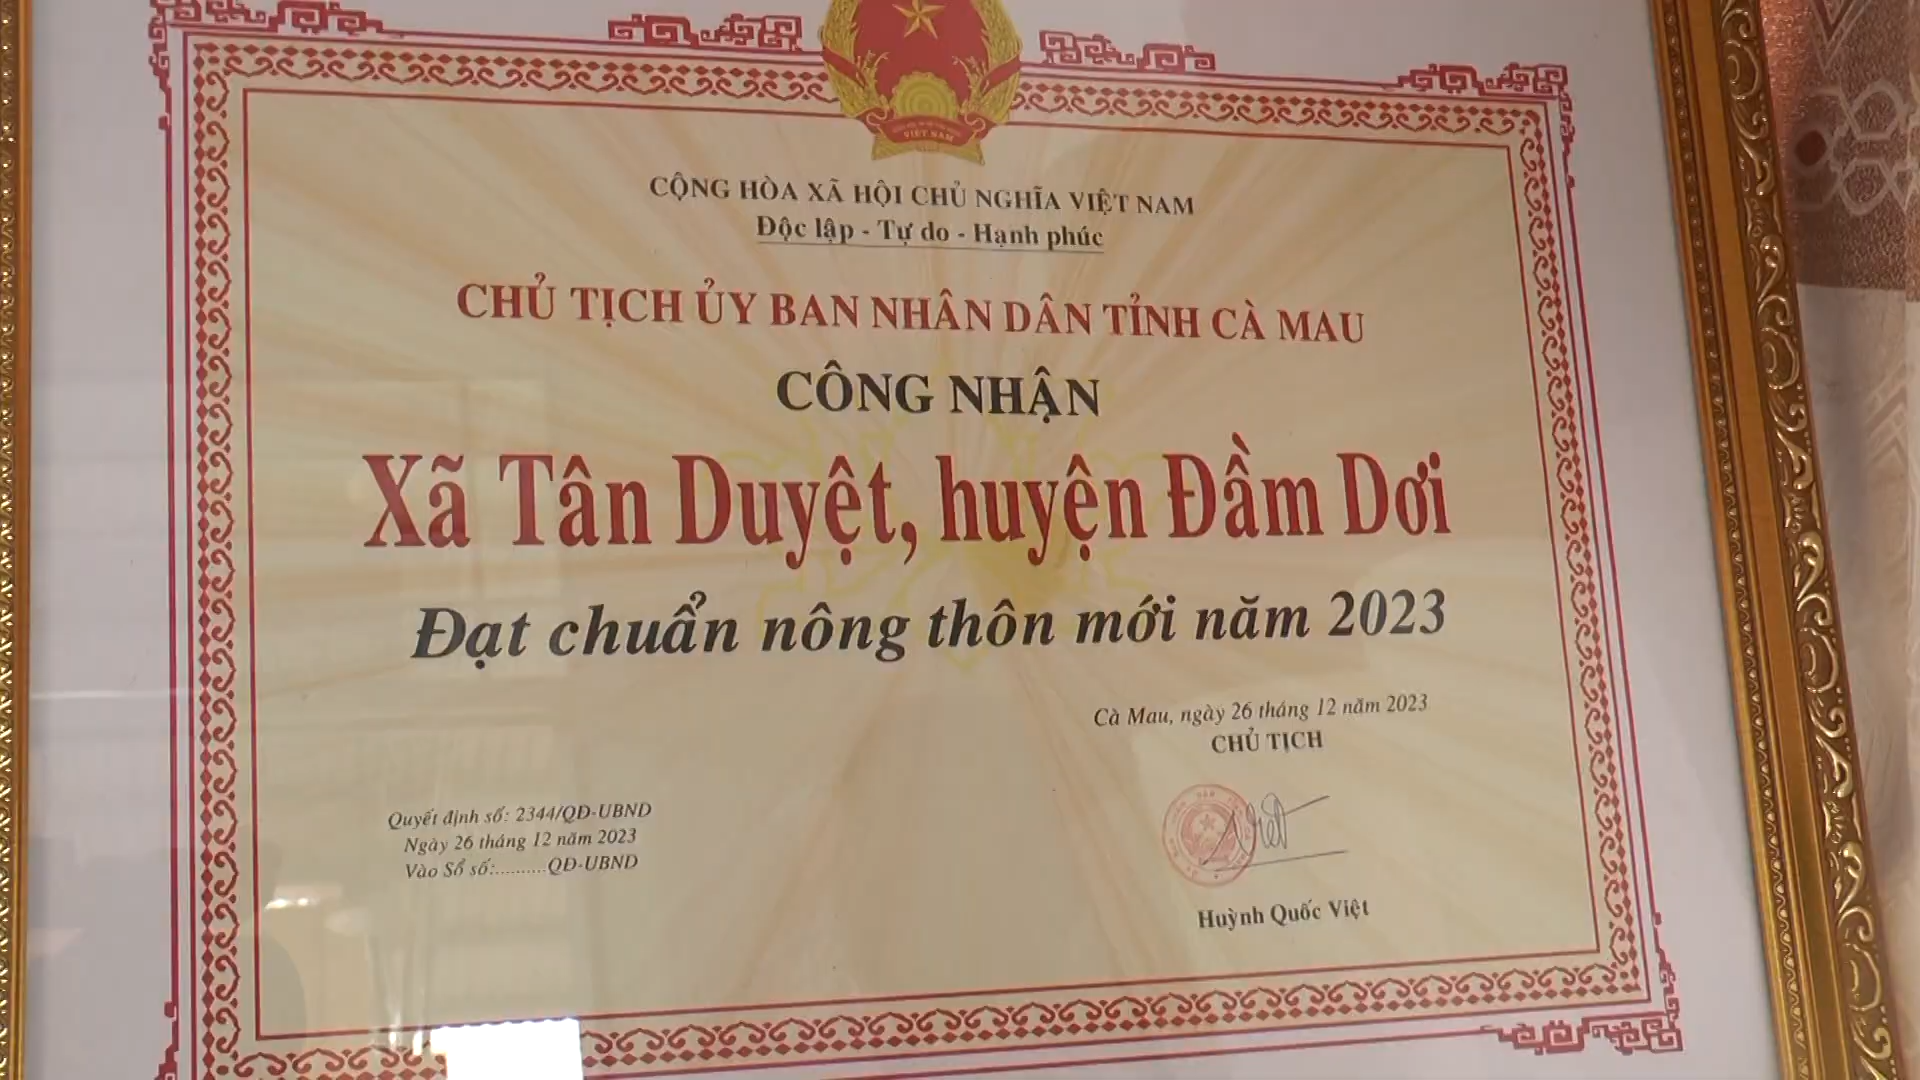 VIỆT NAM
CỘNG HÒA XÃ HỘI CHỦ NGHĨA VIỆT NAM
Độc lập - Tự do - Hạnh phúc
CHỦ TỊCH ỦY BAN NHÂN DÂN TỈNH CÀ MAU
CÔNG NHẬN
Xã Tân Duyệt, huyện Đầm Dơi
Đạt chuẩn nông thôn mới năm 2023
Cà Mau, ngày 26 tháng 12 năm 2023
CHỦ TỊCH
Quyết định số: 2344/QĐ-UBND
Ngày 26 tháng 12 năm 2023
Vào Sổ số:..........QĐ-UBND
Việt
Huỳnh Quốc Việt